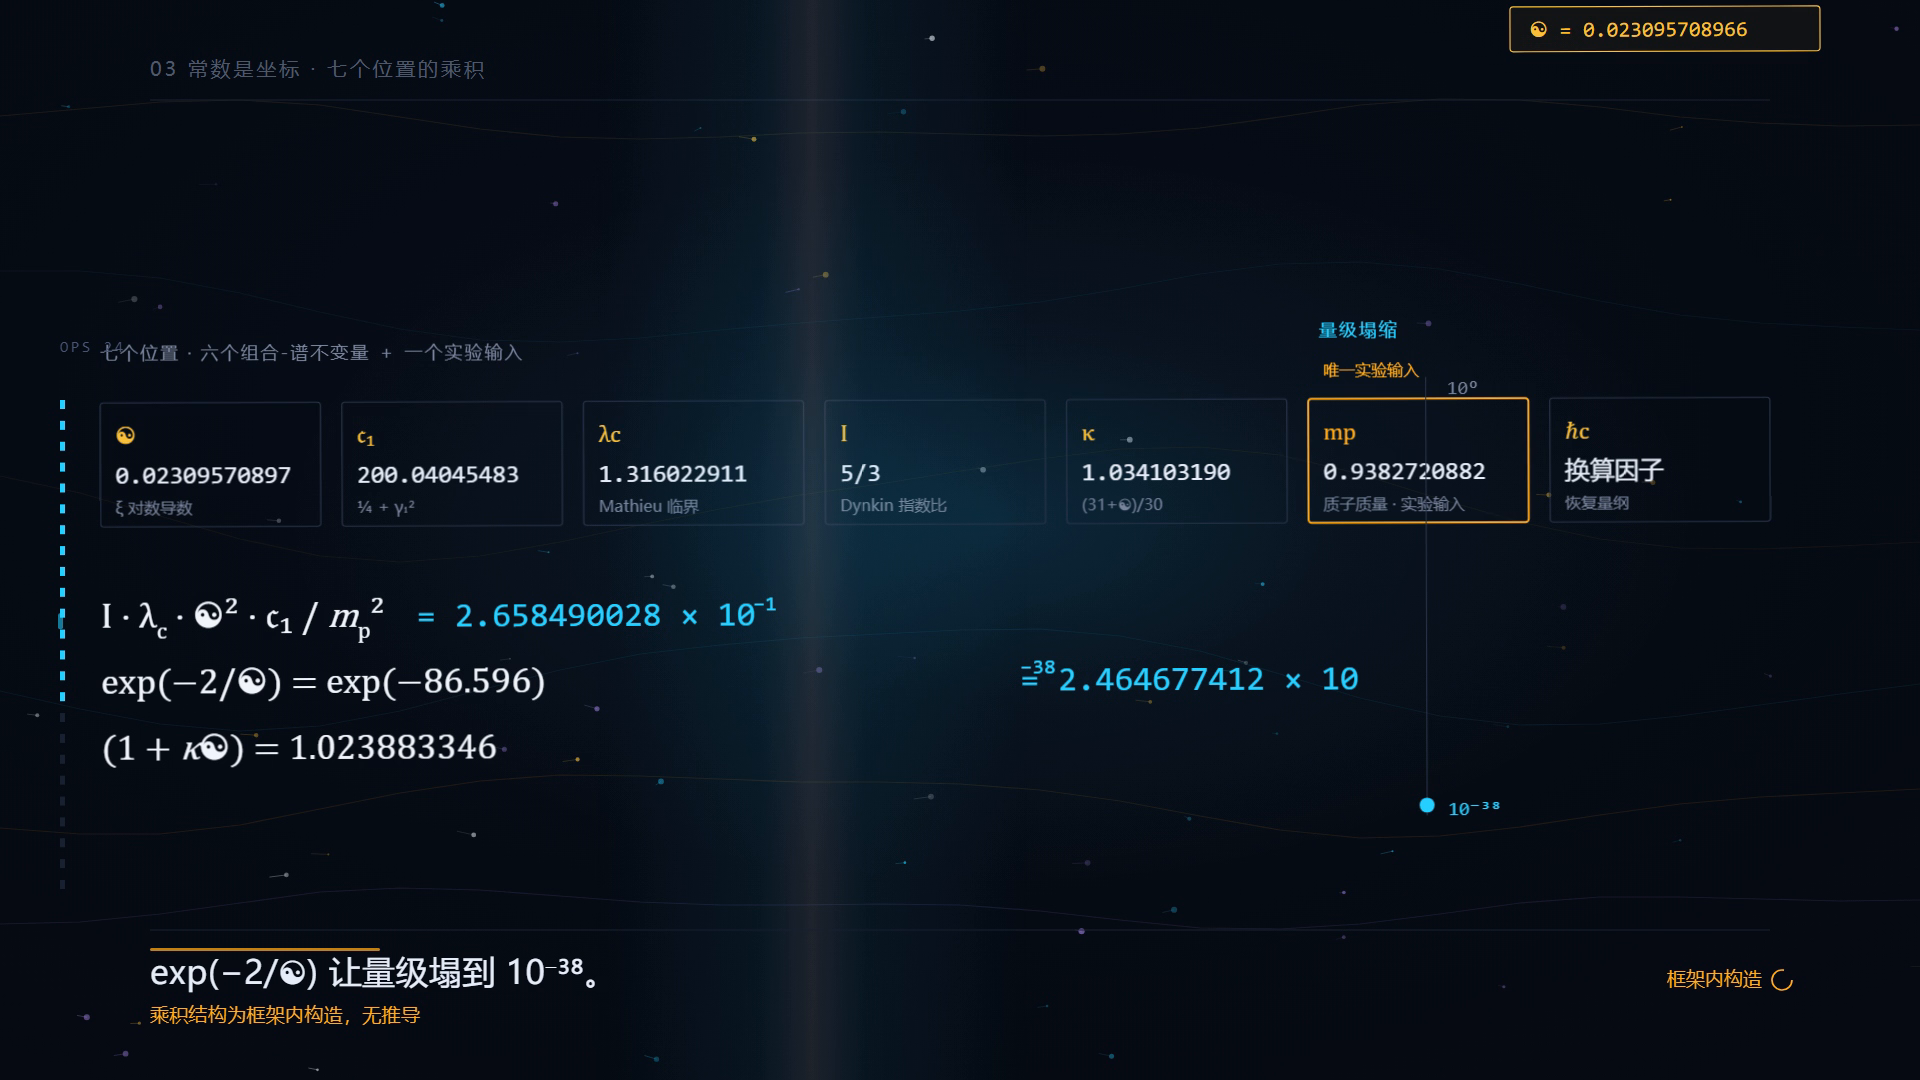 ☯ = 0.023095708966
03 常数是坐标 · 七个位置的乘积
量级塌缩
OPS 24
七个位置 · 六个组合-谱不变量 + 一个实验输入
唯一实验输入
10⁰
☯
0.02309570897
ξ 对数导数
𝔠₁
200.04045483
¼ + γ₁²
λc
1.316022911
Mathieu 临界
I
5/3
Dynkin 指数比
κ
1.034103190
(31+☯)/30
mp
0.9382720882
质子质量 · 实验输入
ℏc
换算因子
恢复量纲
I · λ_c · ☯² · 𝔠₁ / m_p² = 2.658490028 × 10⁻¹
exp(−2/☯) = exp(−86.596) = 2.464677412 × 10⁻³⁸
(1 + κ☯) = 1.023883346
10⁻³⁸
exp(−2/☯) 让量级塌到 10⁻³⁸。
乘积结构为框架内构造，无推导
框架内构造